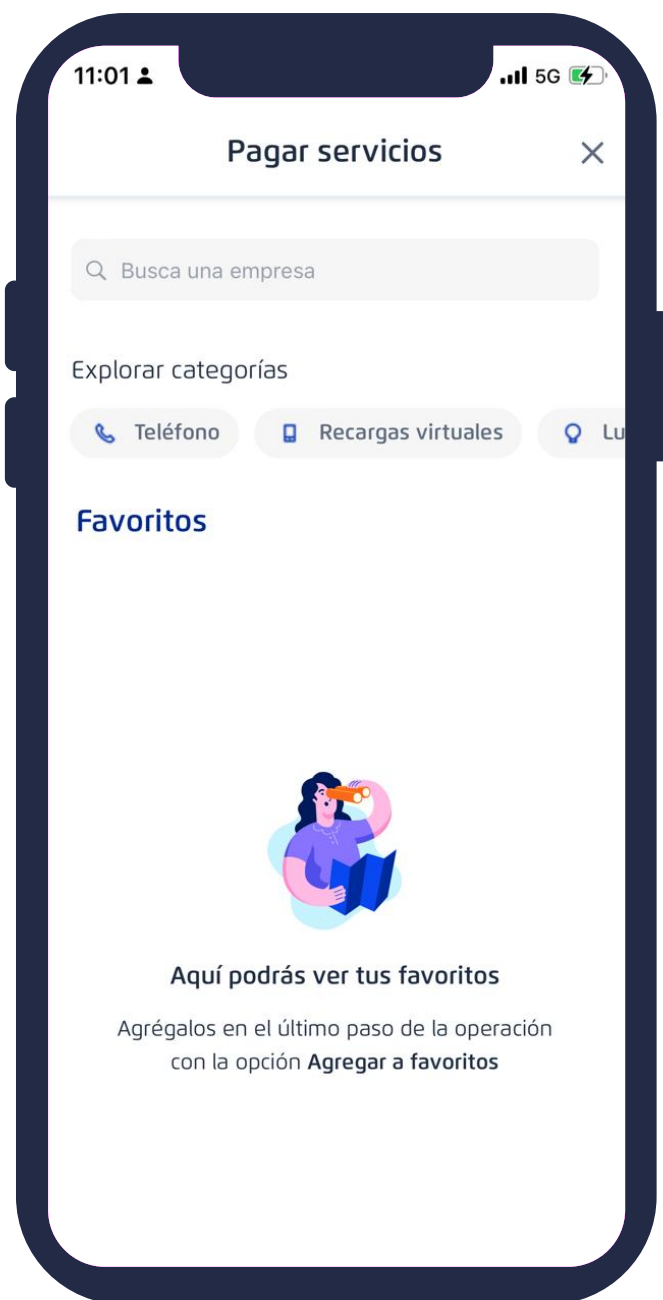 11:01
5G
Pagar servicios
Busca una empresa
Explorar categorías
Teléfono
Recargas virtuales
Lu
Favoritos
Aquí podrás ver tus favoritos
Agrégalos en el último paso de la operación
con la opción Agregar a favoritos